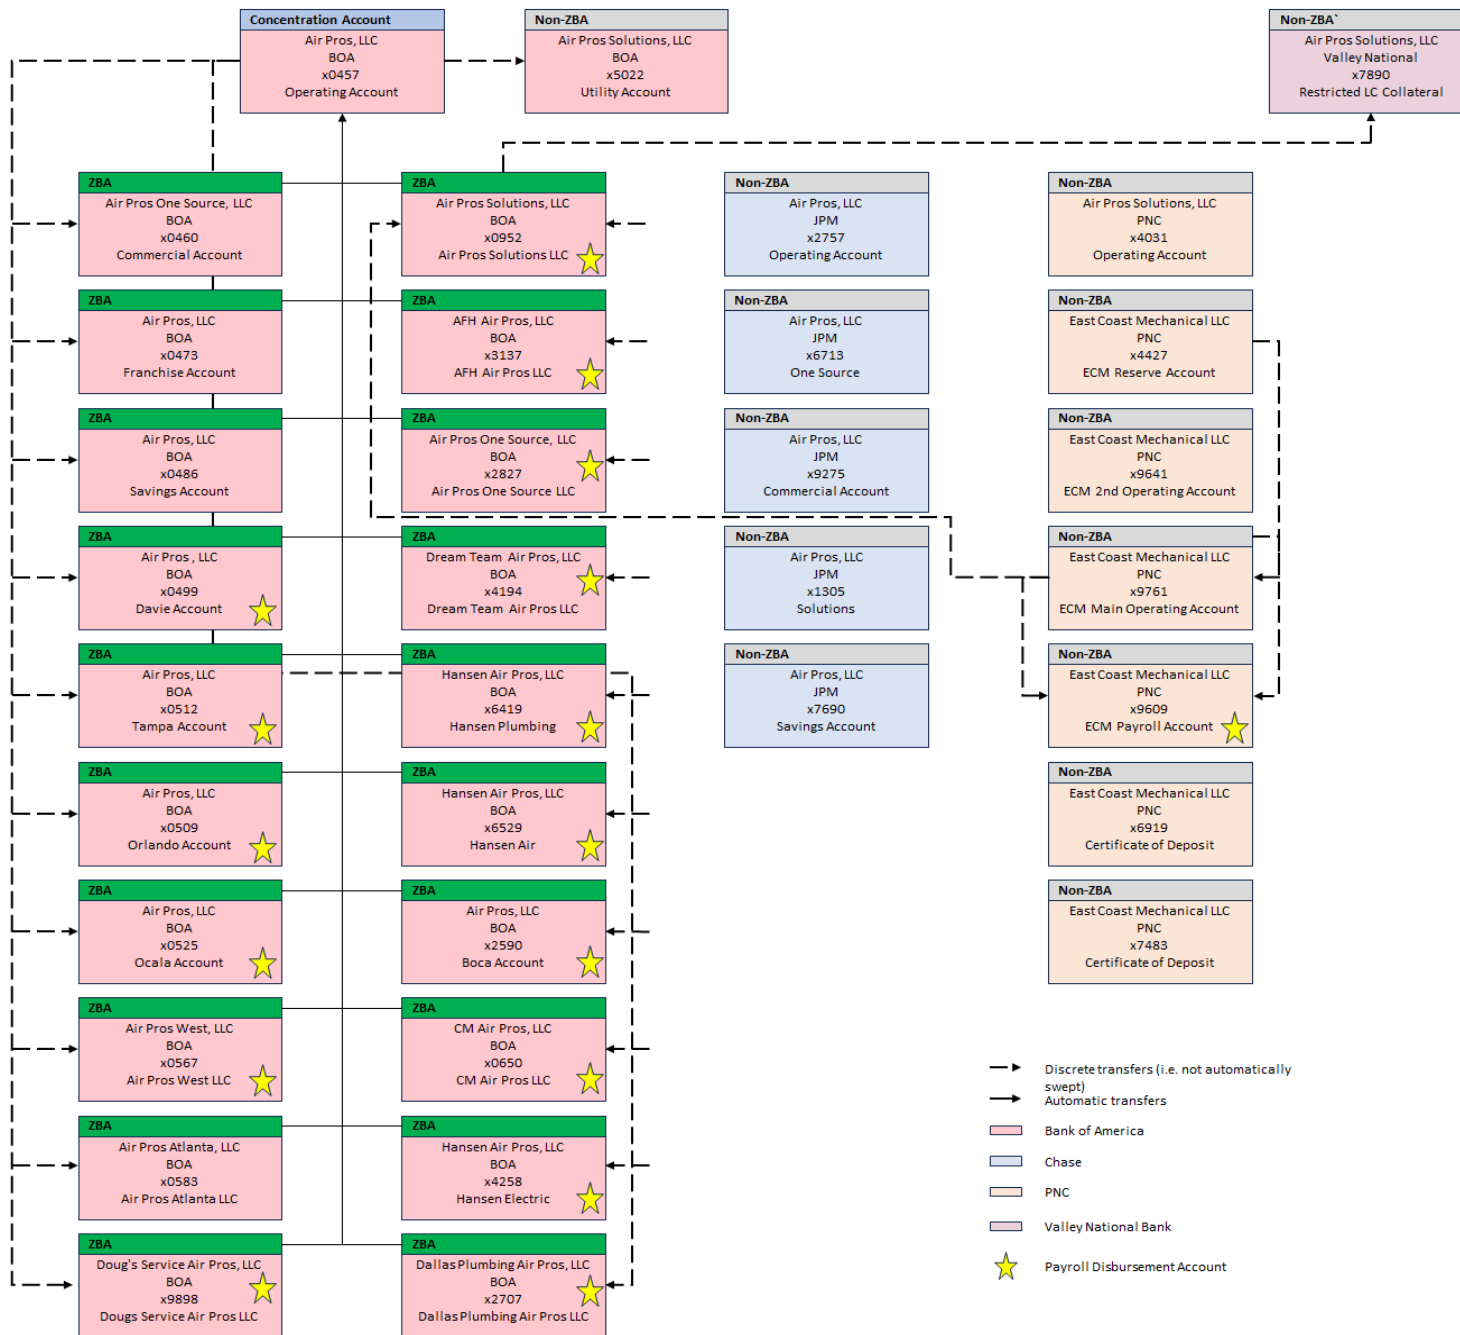 Concentration Account
Air Pros, LLC
BOA
x0457
Operating Account
Non-ZBA
Air Pros Solutions, LLC
BOA
x5022
Utility Account
Non-ZBA`
Air Pros Solutions, LLC
Valley National
x7890
Restricted LC Collateral
ZBA
Air Pros One Source, LLC
BOA
x0460
Commercial Account
ZBA
Air Pros Solutions, LLC
BOA
x0952
Air Pros Solutions LLC
Non-ZBA
Air Pros, LLC
JPM
x2757
Operating Account
Non-ZBA
Air Pros Solutions, LLC
PNC
x4031
Operating Account
ZBA
Air Pros, LLC
BOA
x0473
Franchise Account
ZBA
AFH Air Pros, LLC
BOA
x3137
AFH Air Pros LLC
Non-ZBA
Air Pros, LLC
JPM
x6713
One Source
Non-ZBA
East Coast Mechanical LLC
PNC
x4427
ECM Reserve Account
ZBA
Air Pros, LLC
BOA
x0486
Savings Account
ZBA
Air Pros One Source, LLC
BOA
x2827
Air Pros One Source LLC
Non-ZBA
Air Pros, LLC
JPM
x9275
Commercial Account
Non-ZBA
East Coast Mechanical LLC
PNC
x9641
ECM 2nd Operating Account
ZBA
Air Pros , LLC
BOA
x0499
Davie Account
ZBA
Dream Team Air Pros, LLC
BOA
x4194
Dream Team Air Pros LLC
Non-ZBA
Air Pros, LLC
JPM
x1305
Solutions
Non-ZBA
East Coast Mechanical LLC
PNC
x9761
ECM Main Operating Account
ZBA
Air Pros, LLC
BOA
x0512
Tampa Account
ZBA
Hansen Air Pros, LLC
BOA
x6419
Hansen Plumbing
Non-ZBA
Air Pros, LLC
JPM
x7690
Savings Account
Non-ZBA
East Coast Mechanical LLC
PNC
x9609
ECM Payroll Account
ZBA
Air Pros, LLC
BOA
x0509
Orlando Account
ZBA
Hansen Air Pros, LLC
BOA
x6529
Hansen Air
Non-ZBA
East Coast Mechanical LLC
PNC
x6919
Certificate of Deposit
ZBA
Air Pros, LLC
BOA
x0525
Ocala Account
ZBA
Air Pros, LLC
BOA
x2590
Boca Account
Non-ZBA
East Coast Mechanical LLC
PNC
x7483
Certificate of Deposit
ZBA
Air Pros West, LLC
BOA
x0567
Air Pros West LLC
ZBA
CM Air Pros, LLC
BOA
x0650
CM Air Pros LLC
ZBA
Air Pros Atlanta, LLC
BOA
x0583
Air Pros Atlanta LLC
ZBA
Hansen Air Pros, LLC
BOA
x4258
Hansen Electric
ZBA
Doug's Service Air Pros, LLC
BOA
x9898
Dougs Service Air Pros LLC
ZBA
Dallas Plumbing Air Pros, LLC
BOA
x2707
Dallas Plumbing Air Pros LLC
Discrete transfers (i.e. not automatically
swept)
Automatic transfers
Bank of America
Chase
PNC
Valley National Bank
Payroll Disbursement Account